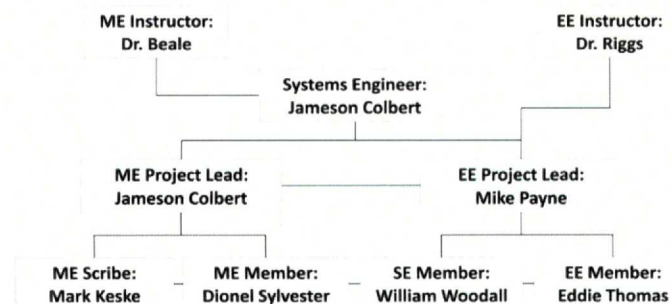 ME Instructor:
Dr. Beale
EE Instructor:
Dr. Riggs
Systems Engineer:
Jameson Colbert
ME Project Lead:
Jameson Colbert
EE Project Lead:
Mike Payne
ME Scribe:
Mark Keske
ME Member:
Dionel Sylvester
SE Member:
William Woodall
EE Member:
Eddie Thomas